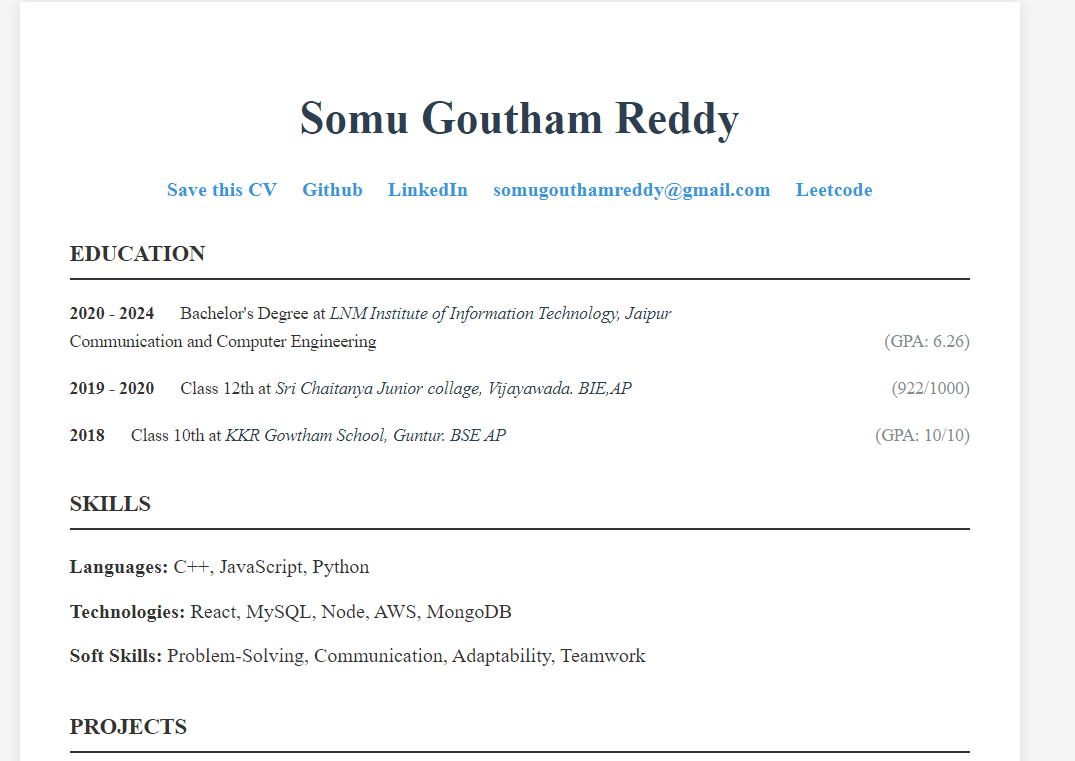 Somu Goutham Reddy
Save this CV Github LinkedIn somugouthamreddy@gmail.com Leetcode
EDUCATION
2020 - 2024 Bachelor's Degree at LNM Institute of Information Technology, Jaipur
Communication and Computer Engineering (GPA: 6.26)
2019 - 2020 Class 12th at Sri Chaitanya Junior collage, Vijayawada. BIE,AP (922/1000)
2018 Class 10th at KKR Gowtham School, Guntur. BSE AP (GPA: 10/10)
SKILLS
Languages: C++, JavaScript, Python
Technologies: React, MySQL, Node, AWS, MongoDB
Soft Skills: Problem-Solving, Communication, Adaptability, Teamwork
PROJECTS